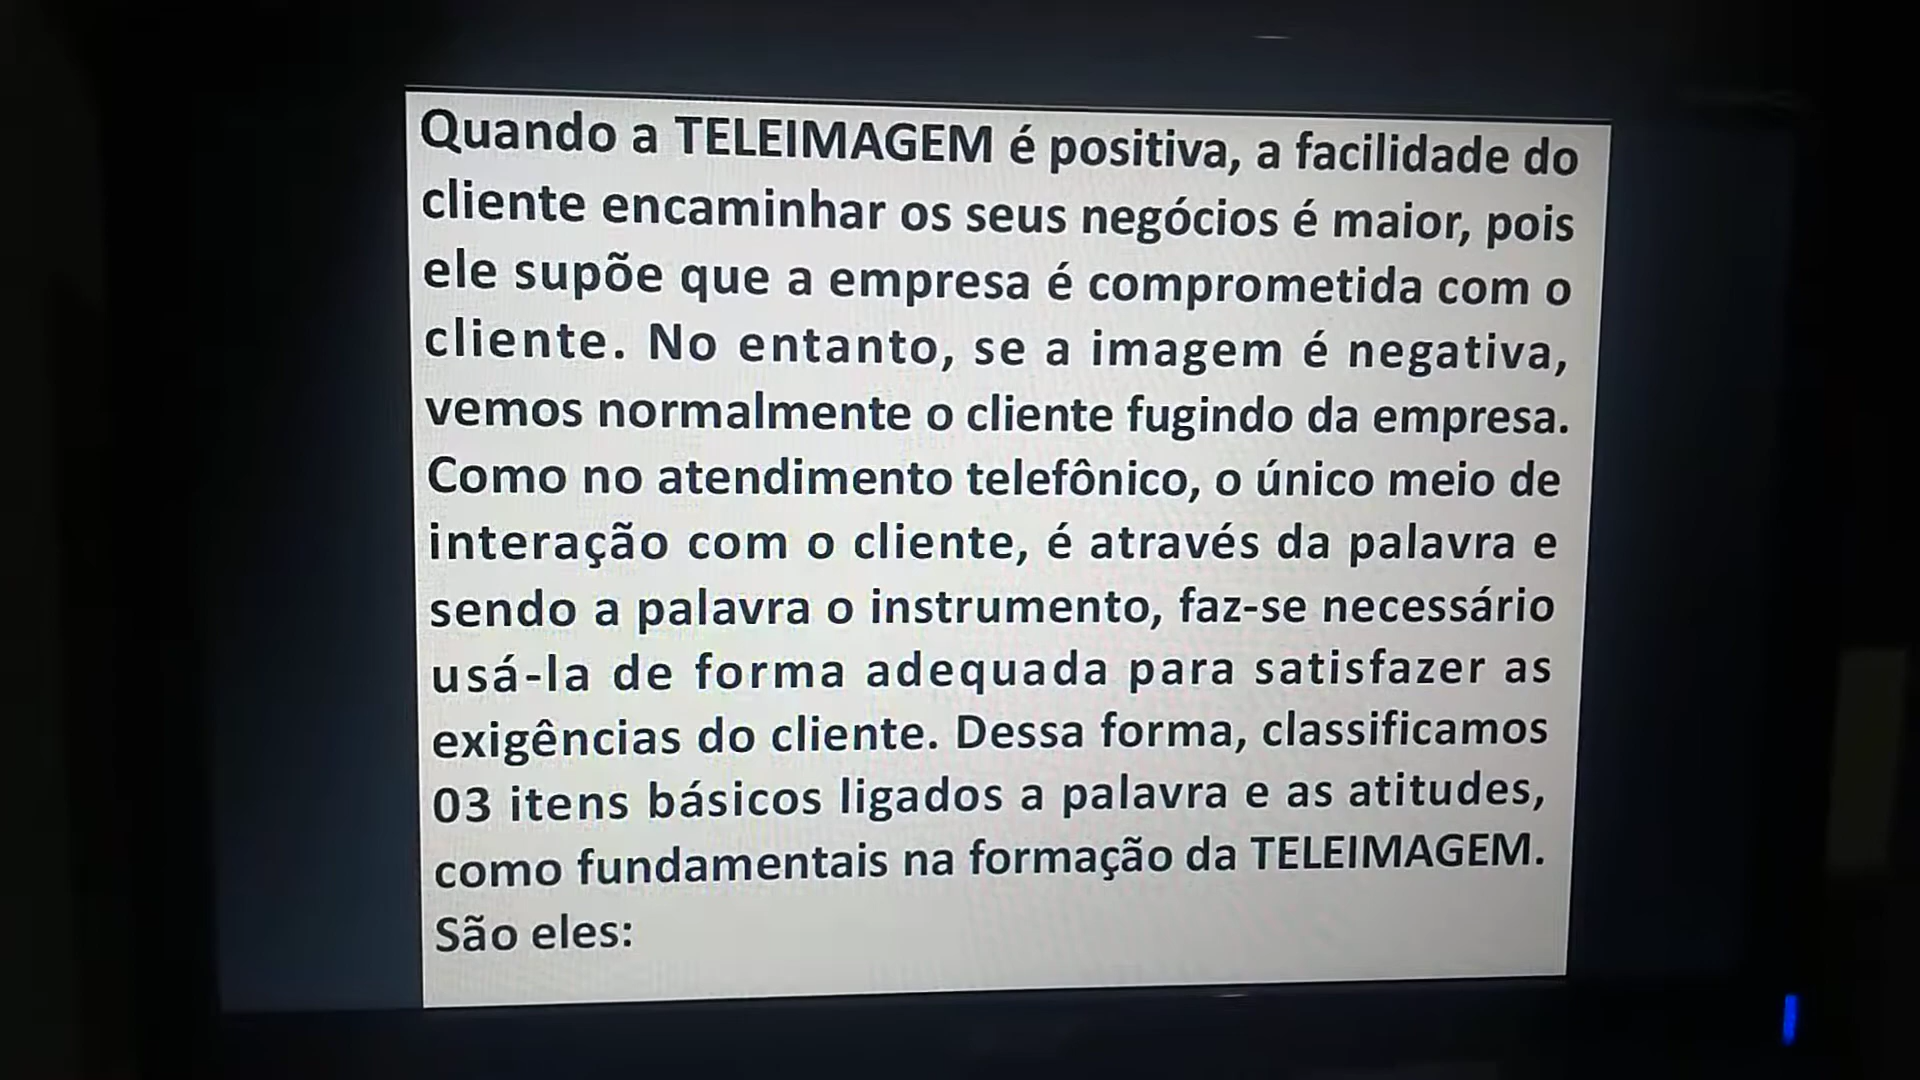 Quando a TELEIMAGEM é positiva, a facilidade do
cliente encaminhar os seus negócios é maior, pois
ele supõe que a empresa é comprometida com o
cliente. No entanto, se a imagem é negativa,
vemos normalmente o cliente fugindo da empresa.
Como no atendimento telefônico, o único meio de
interação com o cliente, é através da palavra e
sendo a palavra o instrumento, faz-se necessário
usá-la de forma adequada para satisfazer as
exigências do cliente. Dessa forma, classificamos
03 itens básicos ligados a palavra e as atitudes,
como fundamentais na formação da TELEIMAGEM.
São eles: